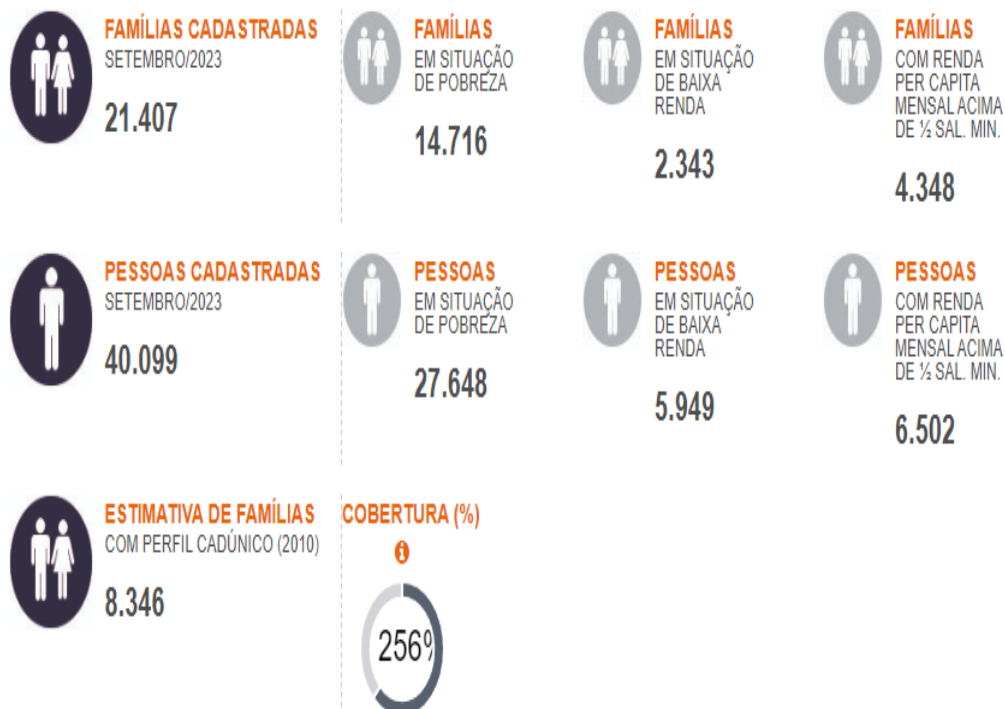 FAMÍLIAS CADASTRADAS
SETEMBRO/2023
21.407
FAMÍLIAS
EM SITUAÇÃO
DE POBREZA
14.716
FAMÍLIAS
EM SITUAÇÃO
DE BAIXA
RENDA
2.343
FAMÍLIAS
COM RENDA
PER CAPITA
MENSAL ACIMA
DE ½ SAL. MIN.
4.348
PESSOAS CADASTRADAS
SETEMBRO/2023
40.099
PESSOAS
EM SITUAÇÃO
DE POBREZA
27.648
PESSOAS
EM SITUAÇÃO
DE BAIXA
RENDA
5.949
PESSOAS
COM RENDA
PER CAPITA
MENSAL ACIMA
DE ½ SAL. MIN.
6.502
ESTIMATIVA DE FAMÍLIAS
COM PERFIL CADÚNICO (2010)
8.346
COBERTURA (%)
256%